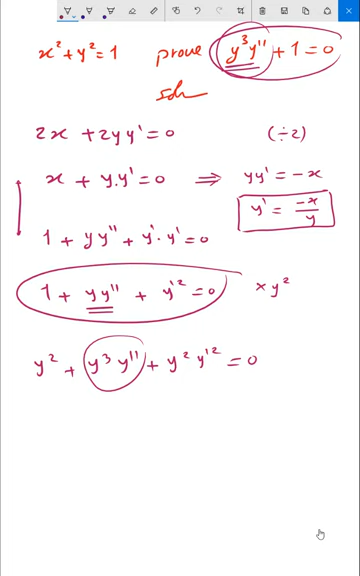 x² + y² = 1 prove y³y'' + 1 = 0
soln
2x + 2yy' = 0 (÷2)
x + y.y' = 0 ⇒ yy' = -x
y' = -x/y
1 + yy'' + y'·y' = 0
1 + yy'' + y'² = 0 × y²
y² + y³y'' + y²y'² = 0